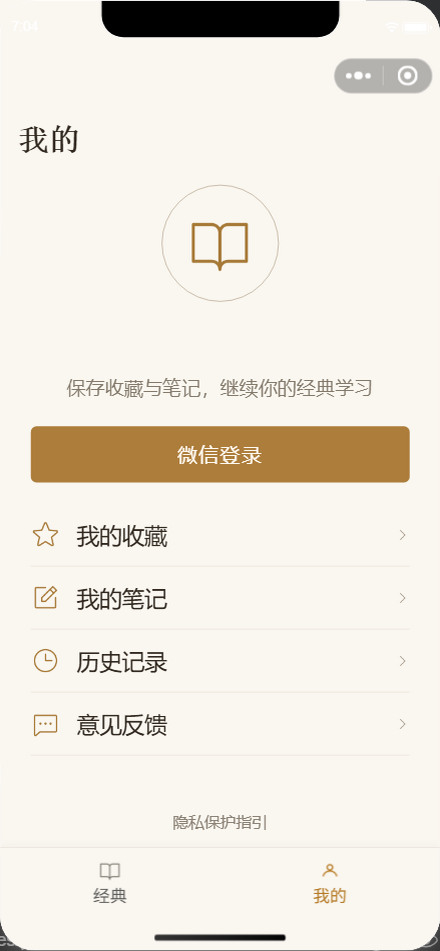 7:04
我的
保存收藏与笔记，继续你的经典学习
微信登录
我的收藏
我的笔记
历史记录
意见反馈
隐私保护指引
经典
我的